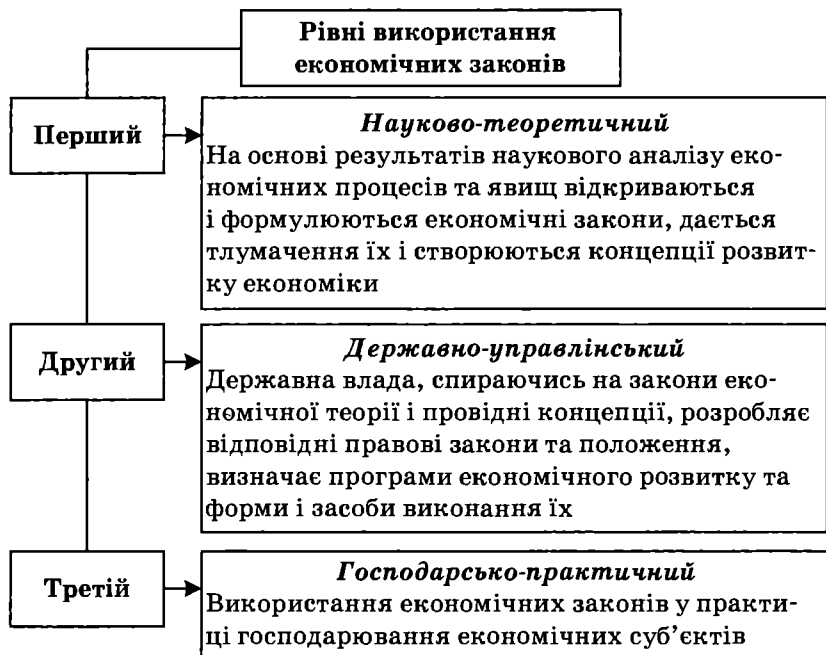 Рівні використання
економічних законів
Перший
Науково-теоретичний
На основі результатів наукового аналізу еко-
номічних процесів та явищ відкриваються
і формулюються економічні закони, дається
тлумачення їх і створюються концепції розвит-
ку економіки
Другий
Державно-управлінський
Державна влада, спираючись на закони еко-
номічної теорії і провідні концепції, розробляє
відповідні правові закони та положення,
визначає програми економічного розвитку та
форми і засоби виконання їх
Третій
Господарсько-практичний
Використання економічних законів у практи-
ці господарювання економічних суб’єктів